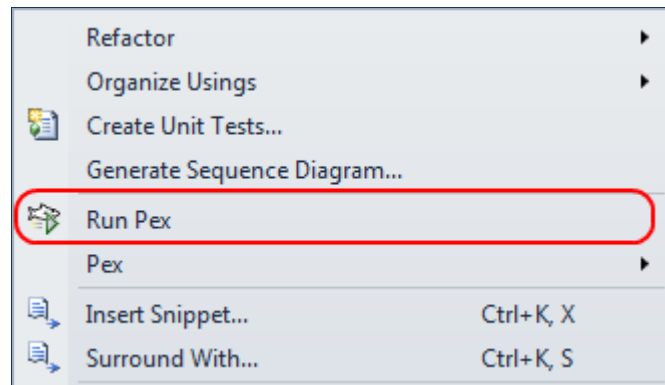 Refactor
Organize Usings
Create Unit Tests...
Generate Sequence Diagram...
Run Pex
Pex
Insert Snippet... Ctrl+K, X
Surround With... Ctrl+K, S